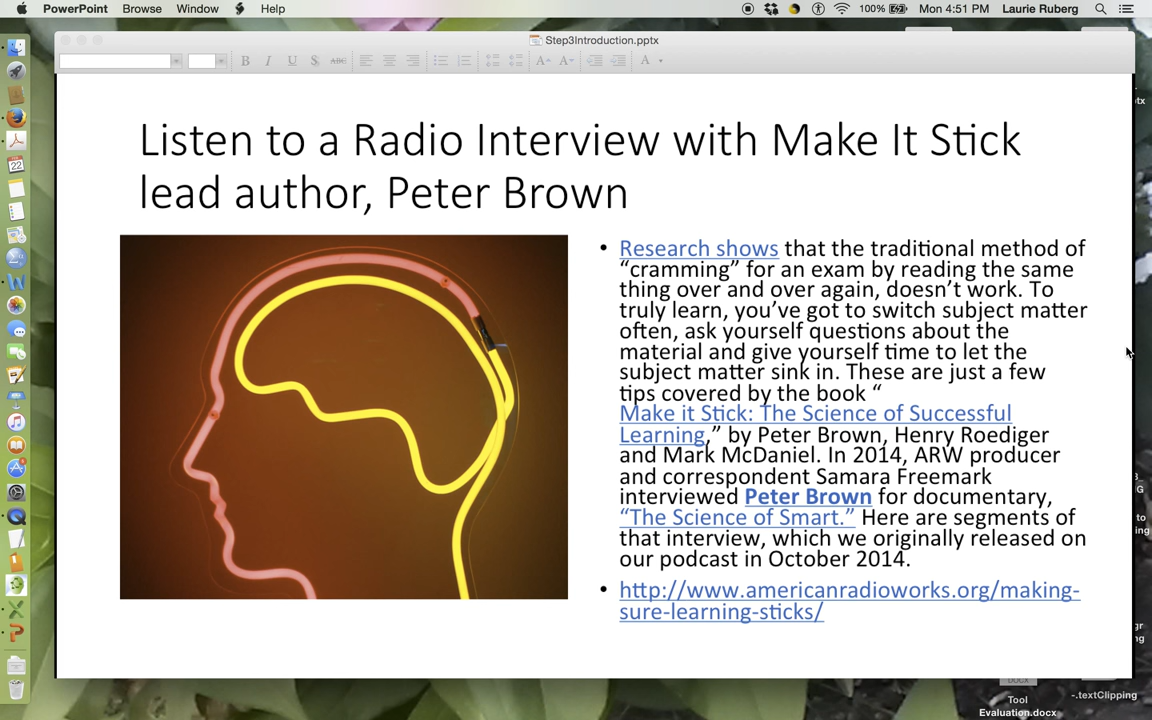 PowerPoint Browse Window Help 100% Mon 4:51 PM Laurie Ruberg
Step3Introduction.pptx
B I U S ABC A A A
Listen to a Radio Interview with Make It Stick
lead author, Peter Brown
• Research shows that the traditional method of
“cramming” for an exam by reading the same
thing over and over again, doesn’t work. To
truly learn, you’ve got to switch subject matter
often, ask yourself questions about the
material and give yourself time to let the
subject matter sink in. These are just a few
tips covered by the book “
Make it Stick: The Science of Successful
Learning,” by Peter Brown, Henry Roediger
and Mark McDaniel. In 2014, ARW producer
and correspondent Samara Freemark
interviewed Peter Brown for documentary,
“The Science of Smart.” Here are segments of
that interview, which we originally released on
our podcast in October 2014.
• http://www.americanradioworks.org/making-
sure-learning-sticks/
22
tx
to
ing
Tool
Evaluation.docx
-.textClipping